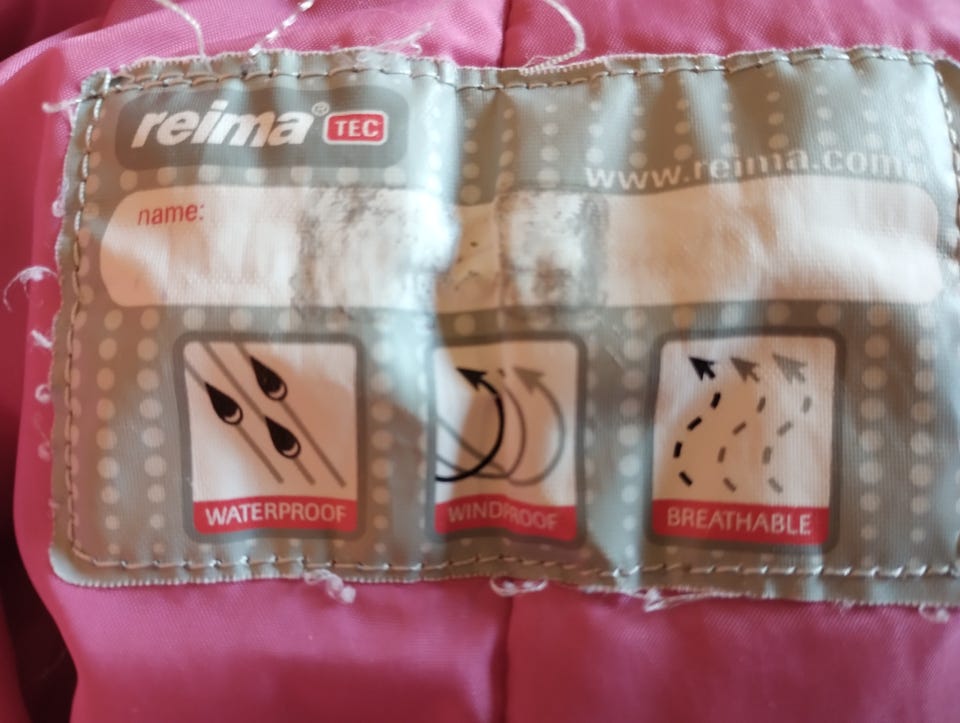 reima® TEC
www.reima.com
name:
WATERPROOF
WINDPROOF
BREATHABLE